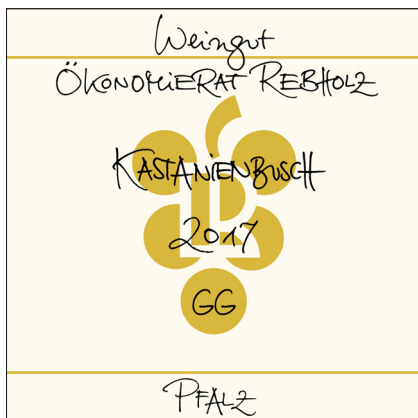 Weingut
ÖKONOMIERAT REBHOLZ
KASTANIENBUSCH
2017
GG
PFALZ